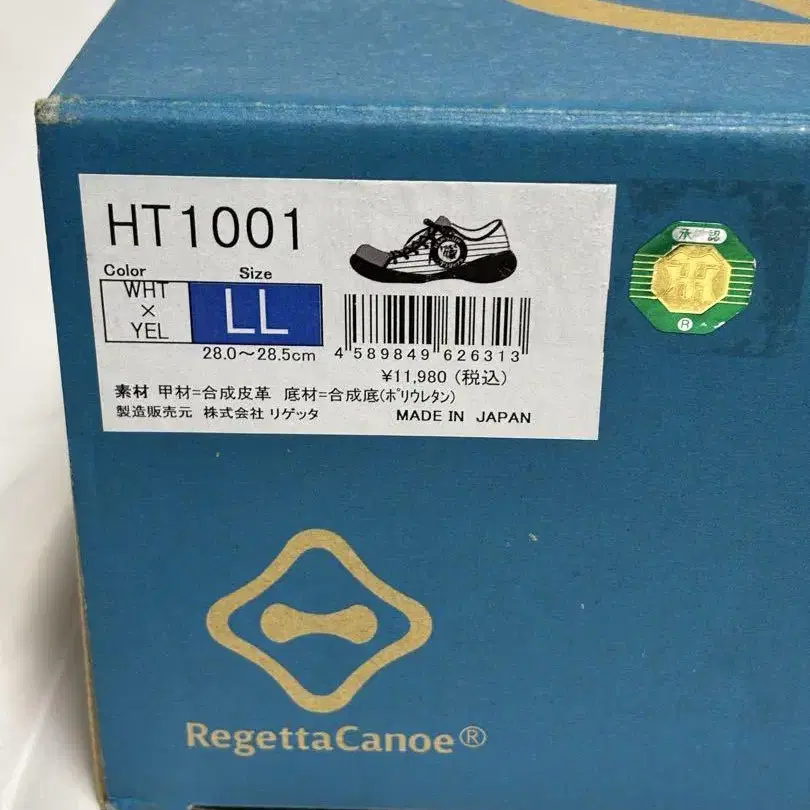 HT1001
Color Size
WHT
×
YEL
LL
28.0〜28.5cm
4 589849 626313
¥11,980 (税込)
素材 甲材=合成皮革 底材=合成底(ポリウレタン)
製造販売元 株式会社 リゲッタ MADE IN JAPAN
承認
®
RegettaCanoe®